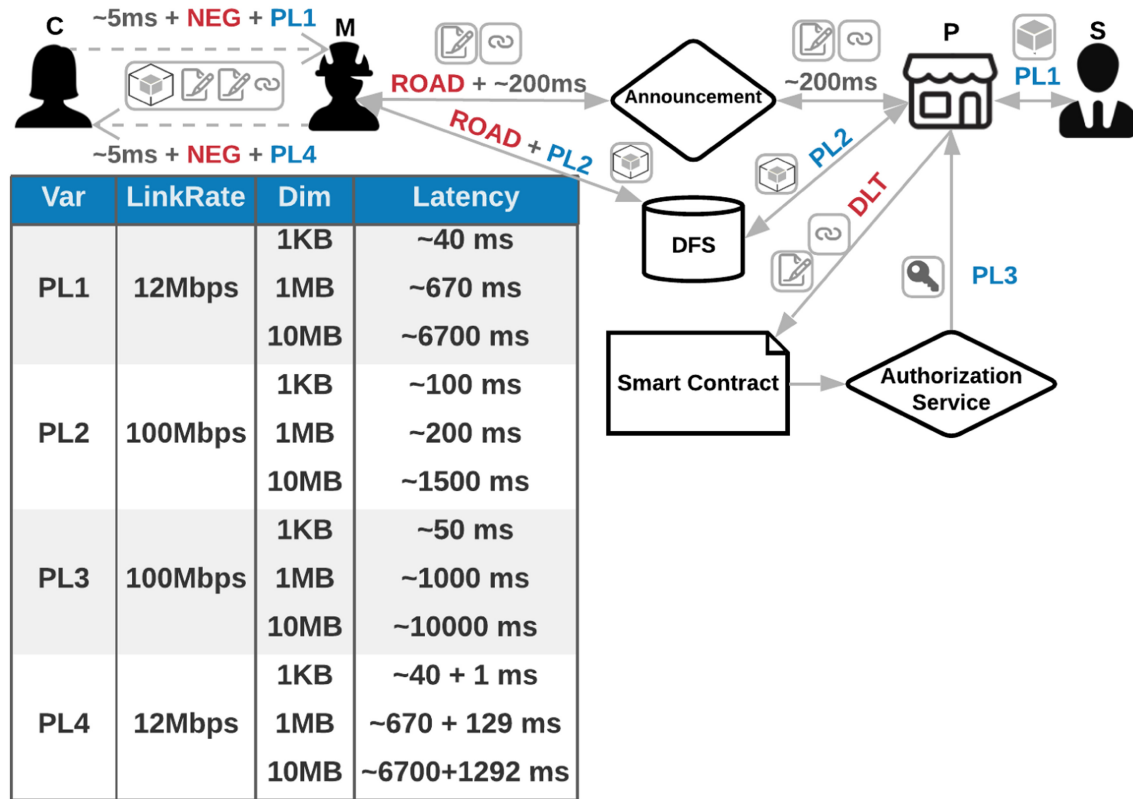 C
~5ms + NEG + PL1
M
~5ms + NEG + PL4
ROAD + ~200ms
Announcement
~200ms
P
PL1
S
ROAD + PL2
DFS
PL2
DLT
Smart Contract
Authorization
Service
PL3
Var LinkRate Dim Latency
PL1 12Mbps 1KB ~40 ms
1MB ~670 ms
10MB ~6700 ms
PL2 100Mbps 1KB ~100 ms
1MB ~200 ms
10MB ~1500 ms
PL3 100Mbps 1KB ~50 ms
1MB ~1000 ms
10MB ~10000 ms
PL4 12Mbps 1KB ~40 + 1 ms
1MB ~670 + 129 ms
10MB ~6700+1292 ms